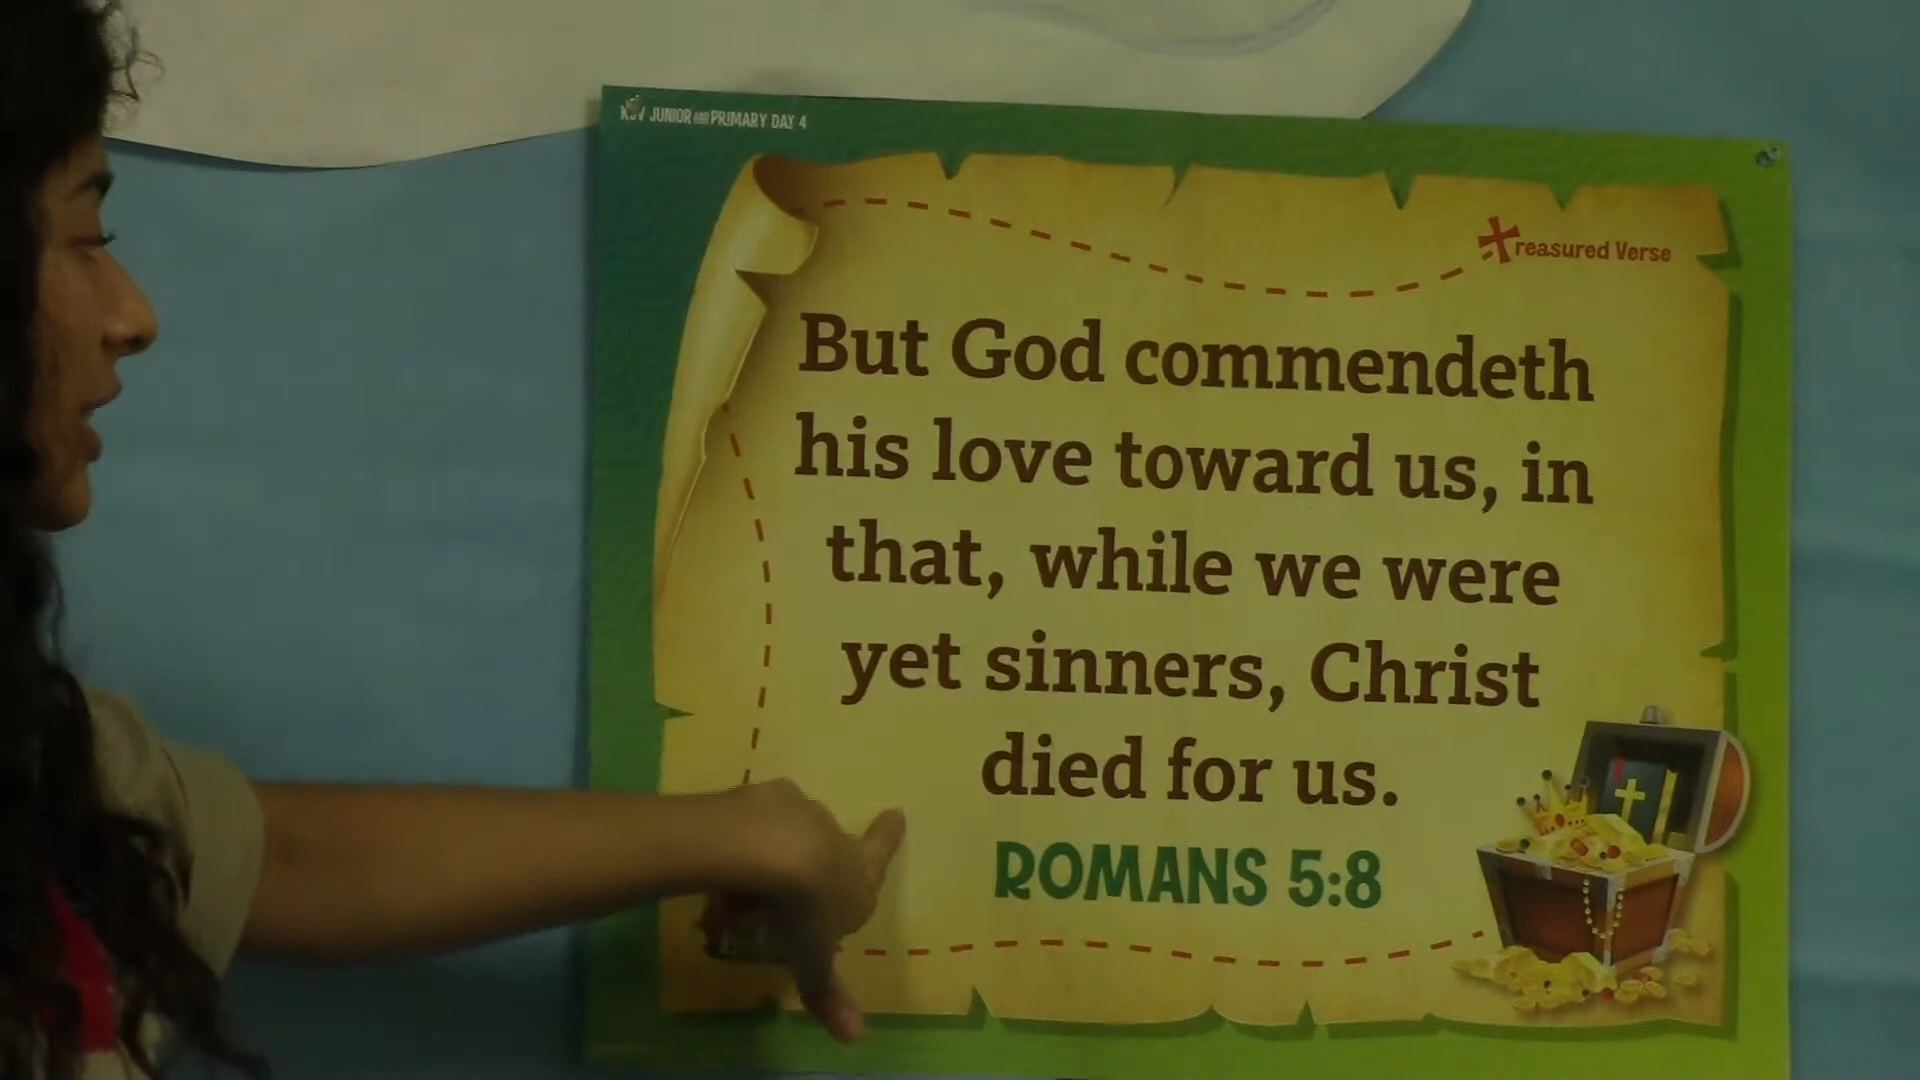 KJV JUNIOR AND PRIMARY DAY 4
Treasured Verse
But God commendeth
his love toward us, in
that, while we were
yet sinners, Christ
died for us.
ROMANS 5:8